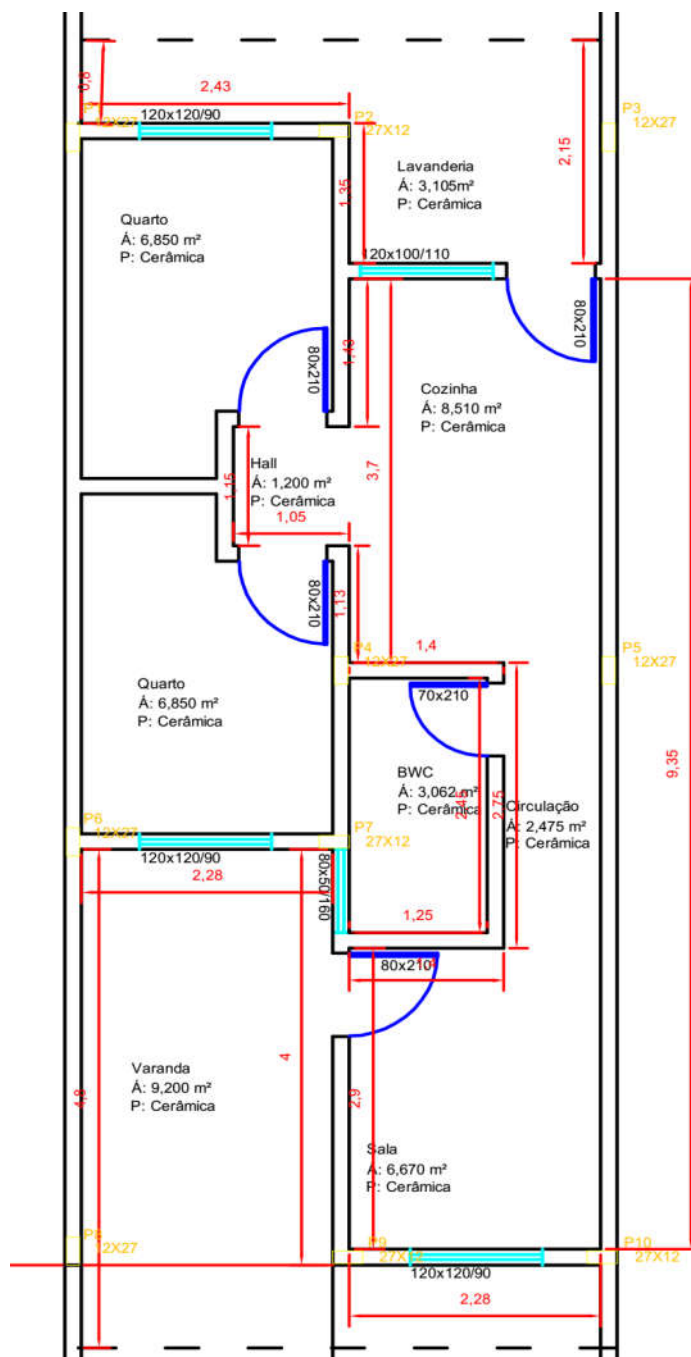 0,8
2,43
P2
P3
120x120/90
12X27
27X12
12X27
Lavanderia
Á: 3,105m²
P: Cerâmica
2,15
1,35
Quarto
Á: 6,850 m²
P: Cerâmica
120x100/110
80x210
80x210
1,43
Cozinha
Á: 8,510 m²
P: Cerâmica
Hall
Á: 1,200 m²
P: Cerâmica
3,7
1,15
1,05
80x210
1,13
P4
12X27
1,4
P5
12X27
Quarto
Á: 6,850 m²
P: Cerâmica
70x210
BWC
Á: 3,062 m²
P: Cerâmica
2,45
2,75
9,35
Circulação
Á: 2,475 m²
P: Cerâmica
P6
12X27
P7
27X12
120x120/90
2,28
80x50/160
1,25
80x210
1,4
Varanda
Á: 9,200 m²
P: Cerâmica
4
4,8
2,9
Sala
Á: 6,670 m²
P: Cerâmica
P8
12X27
P9
27X12
P10
27X12
120x120/90
2,28